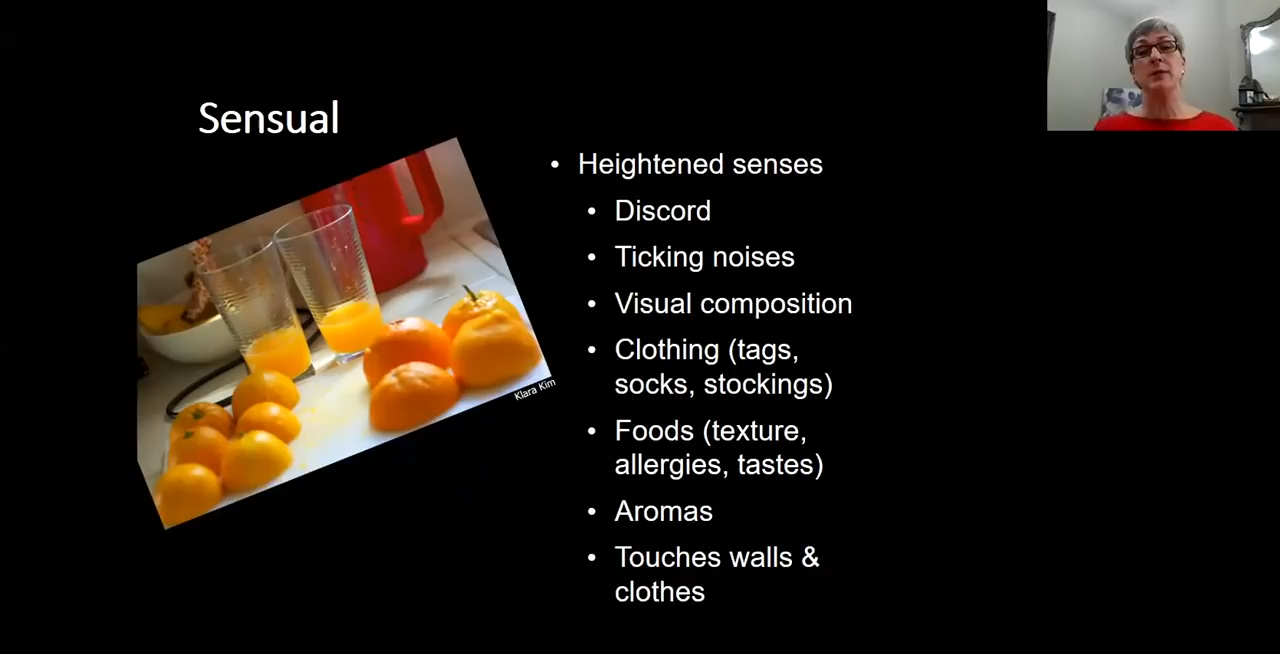 Sensual
• Heightened senses
• Discord
• Ticking noises
• Visual composition
• Clothing (tags,
socks, stockings)
• Foods (texture,
allergies, tastes)
• Aromas
• Touches walls &
clothes
Klara Kim